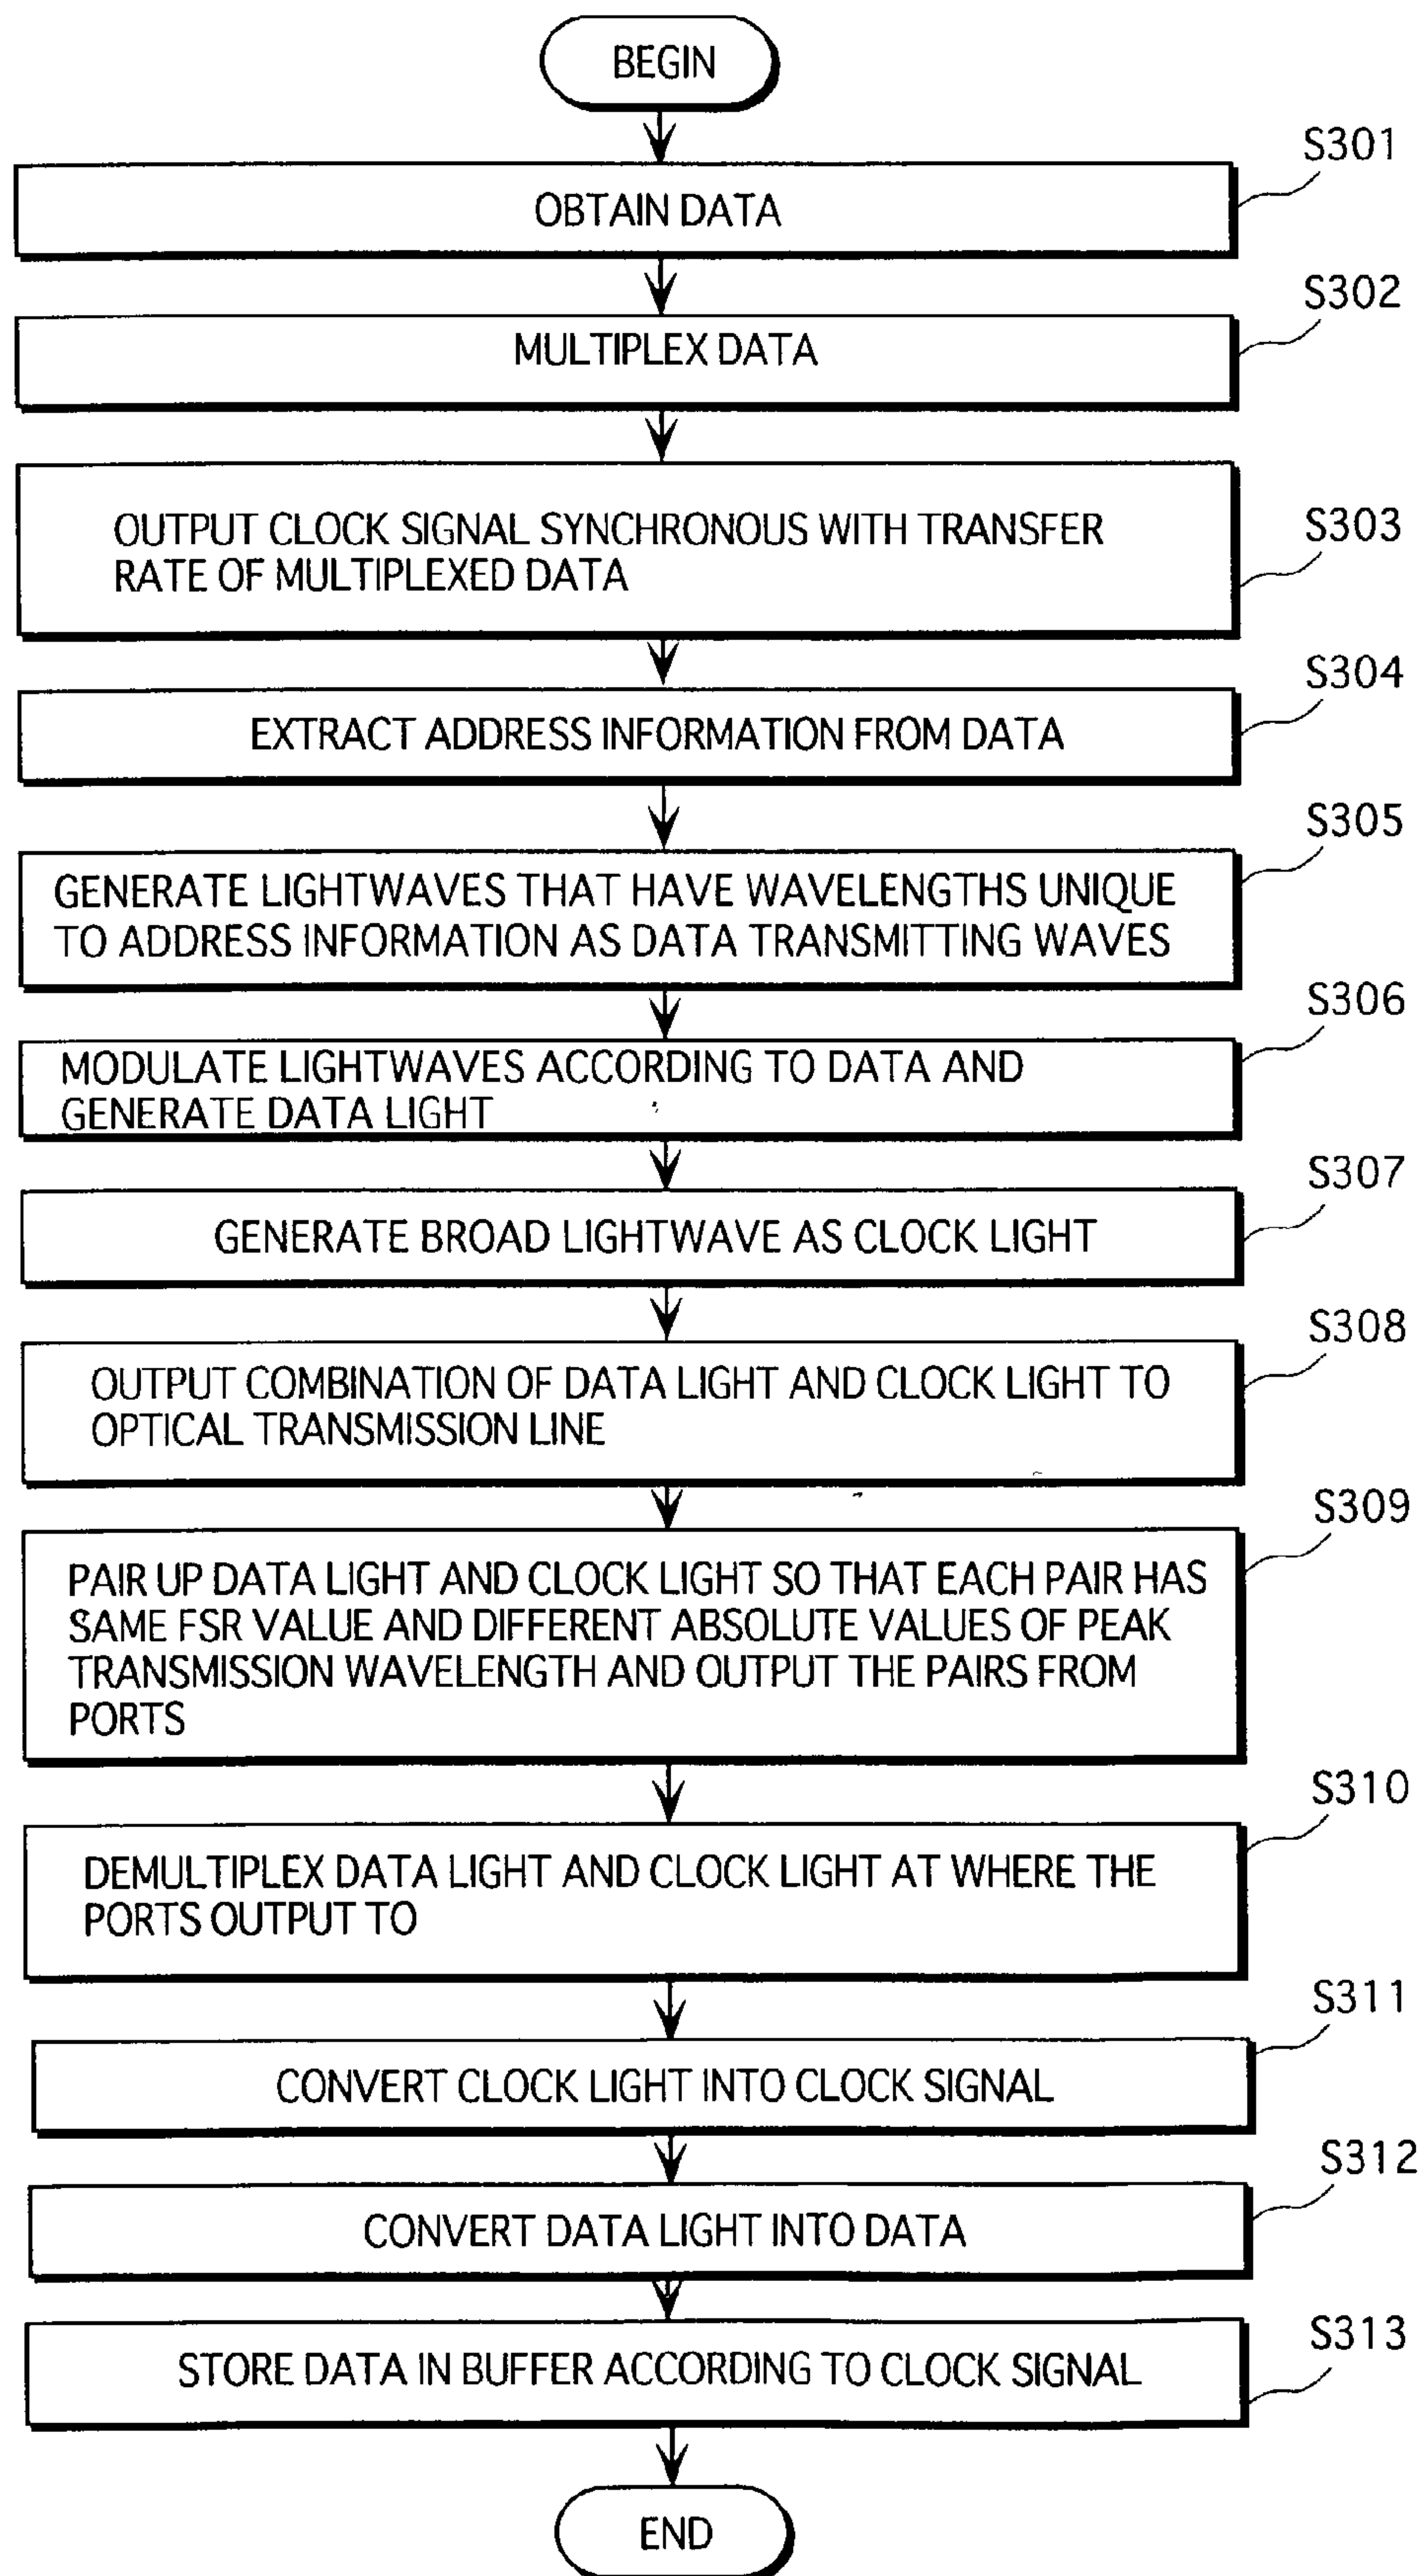 BEGIN
S301
OBTAIN DATA
S302
MULTIPLEX DATA
S303
OUTPUT CLOCK SIGNAL SYNCHRONOUS WITH TRANSFER
RATE OF MULTIPLEXED DATA
S304
EXTRACT ADDRESS INFORMATION FROM DATA
S305
GENERATE LIGHTWAVES THAT HAVE WAVELENGTHS UNIQUE
TO ADDRESS INFORMATION AS DATA TRANSMITTING WAVES
S306
MODULATE LIGHTWAVES ACCORDING TO DATA AND
GENERATE DATA LIGHT
S307
GENERATE BROAD LIGHTWAVE AS CLOCK LIGHT
S308
OUTPUT COMBINATION OF DATA LIGHT AND CLOCK LIGHT TO
OPTICAL TRANSMISSION LINE
S309
PAIR UP DATA LIGHT AND CLOCK LIGHT SO THAT EACH PAIR HAS
SAME FSR VALUE AND DIFFERENT ABSOLUTE VALUES OF PEAK
TRANSMISSION WAVELENGTH AND OUTPUT THE PAIRS FROM
PORTS
S310
DEMULTIPLEX DATA LIGHT AND CLOCK LIGHT AT WHERE THE
PORTS OUTPUT TO
S311
CONVERT CLOCK LIGHT INTO CLOCK SIGNAL
S312
CONVERT DATA LIGHT INTO DATA
S313
STORE DATA IN BUFFER ACCORDING TO CLOCK SIGNAL
END